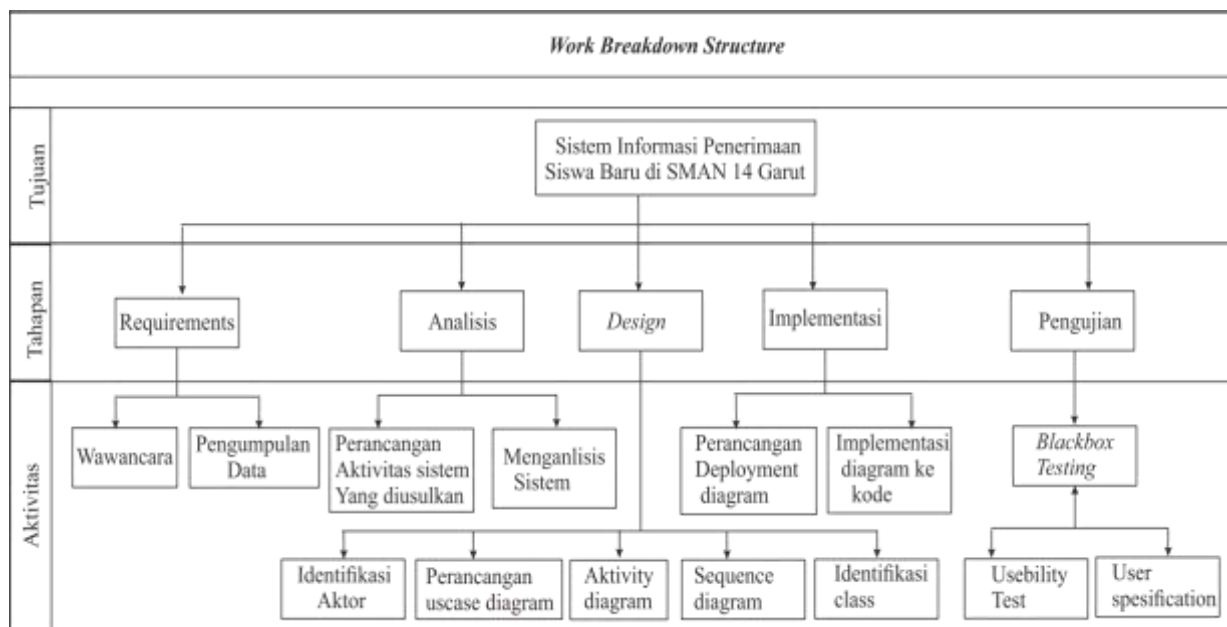 Work Breakdown Structure
Tujuan
Sistem Informasi Penerimaan
Siswa Baru di SMAN 14 Garut
Tahapan
Requirements
Analisis
Design
Implementasi
Pengujian
Aktivitas
Wawancara
Pengumpulan
Data
Perancangan
Aktivitas sistem
Yang diusulkan
Menganlisis
Sistem
Perancangan
Deployment
diagram
Implementasi
diagram ke
kode
Blackbox
Testing
Identifikasi
Aktor
Perancangan
uscase diagram
Aktivity
diagram
Sequence
diagram
Identifikasi
class
Usebility
Test
User
spesification